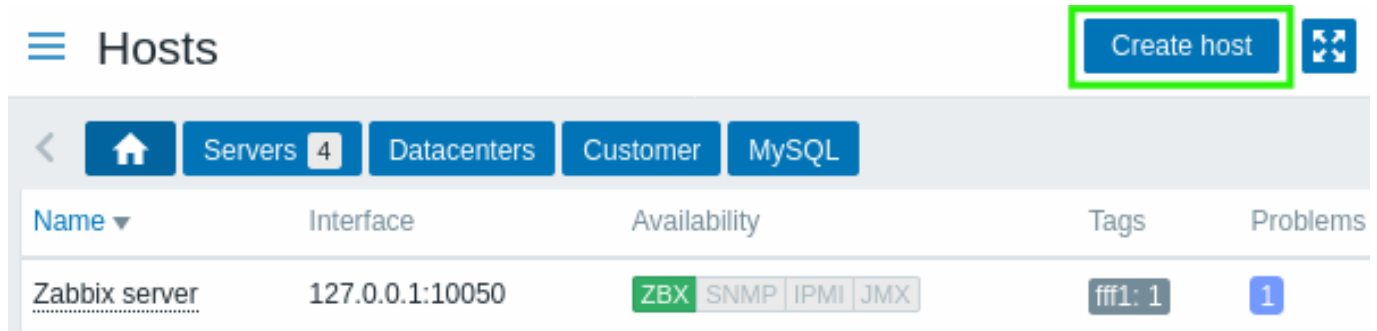 Hosts Create host
Servers 4 Datacenters Customer MySQL
Name Interface Availability Tags Problems
Zabbix server 127.0.0.1:10050 ZBX SNMP IPMI JMX fff1: 1 1